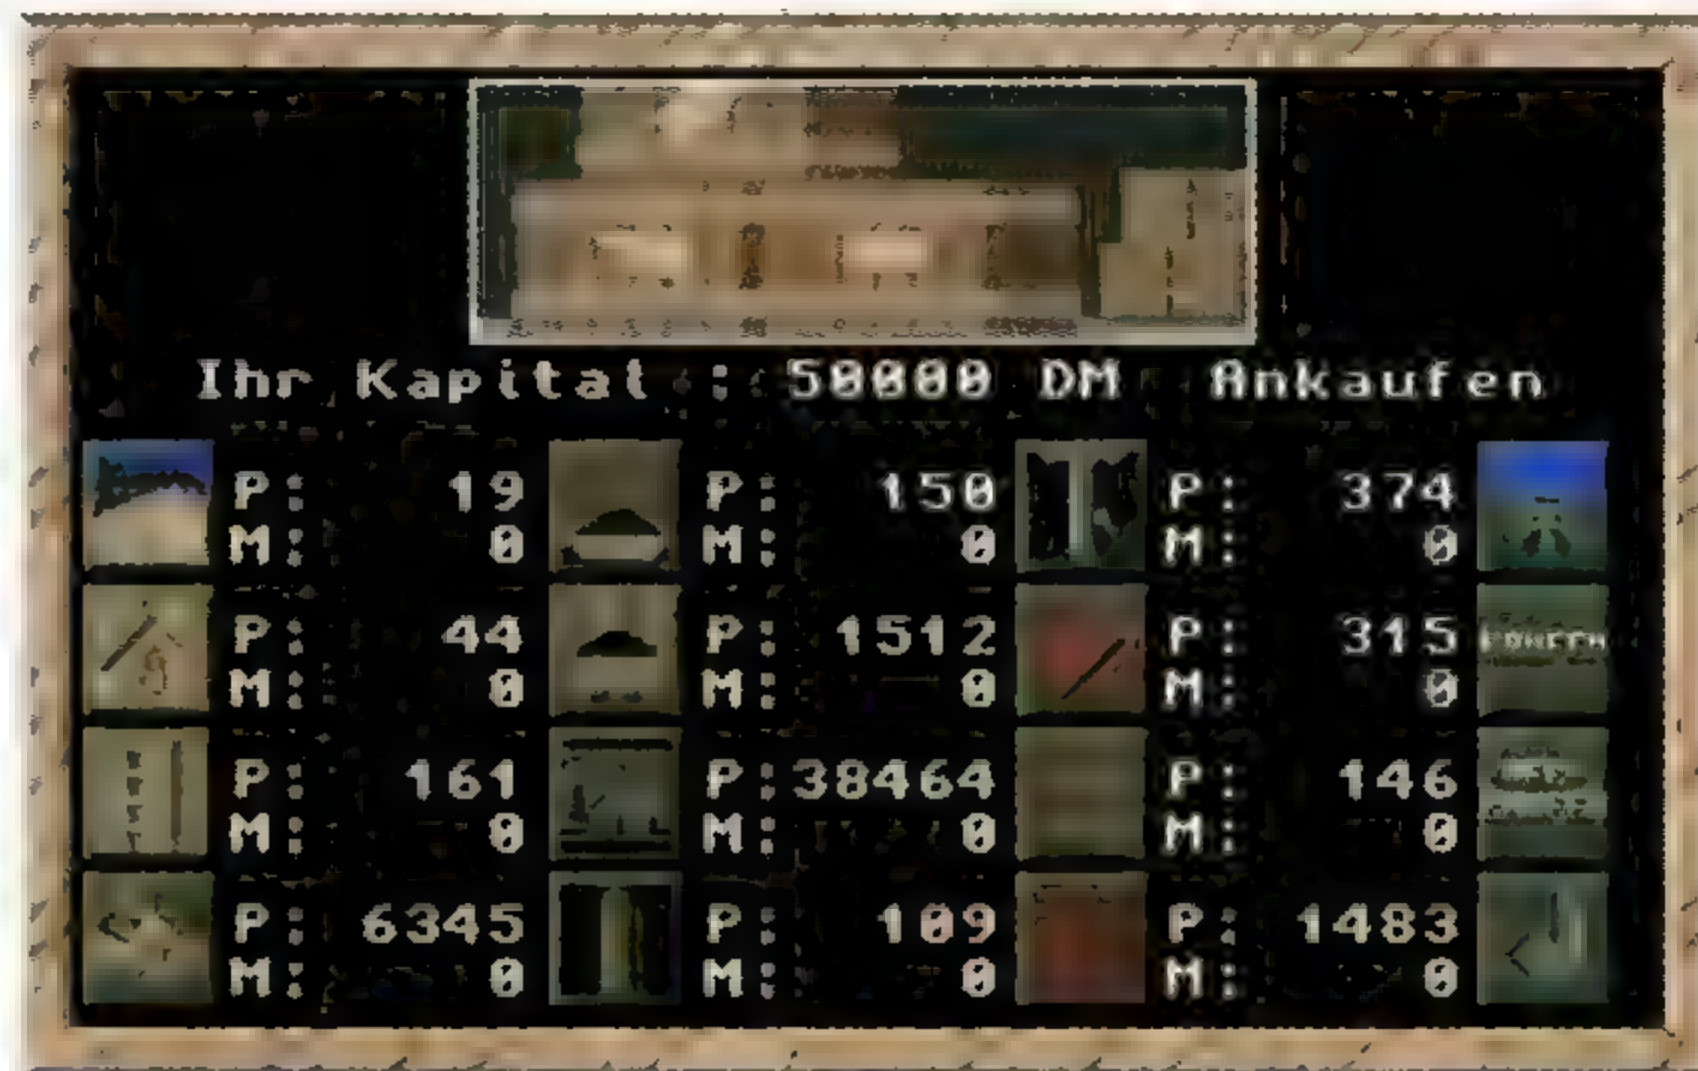 Ihr Kapital : 50000 DM Ankaufen
P: 19 P: 150 P: 374
M: 0 M: 0 M: 0
P: 44 P: 1512 P: 315
M: 0 M: 0 M: 0
P: 161 P:38464 P: 146
M: 0 M: 0 M: 0
P: 6345 P: 109 P: 1483
M: 0 M: 0 M: 0